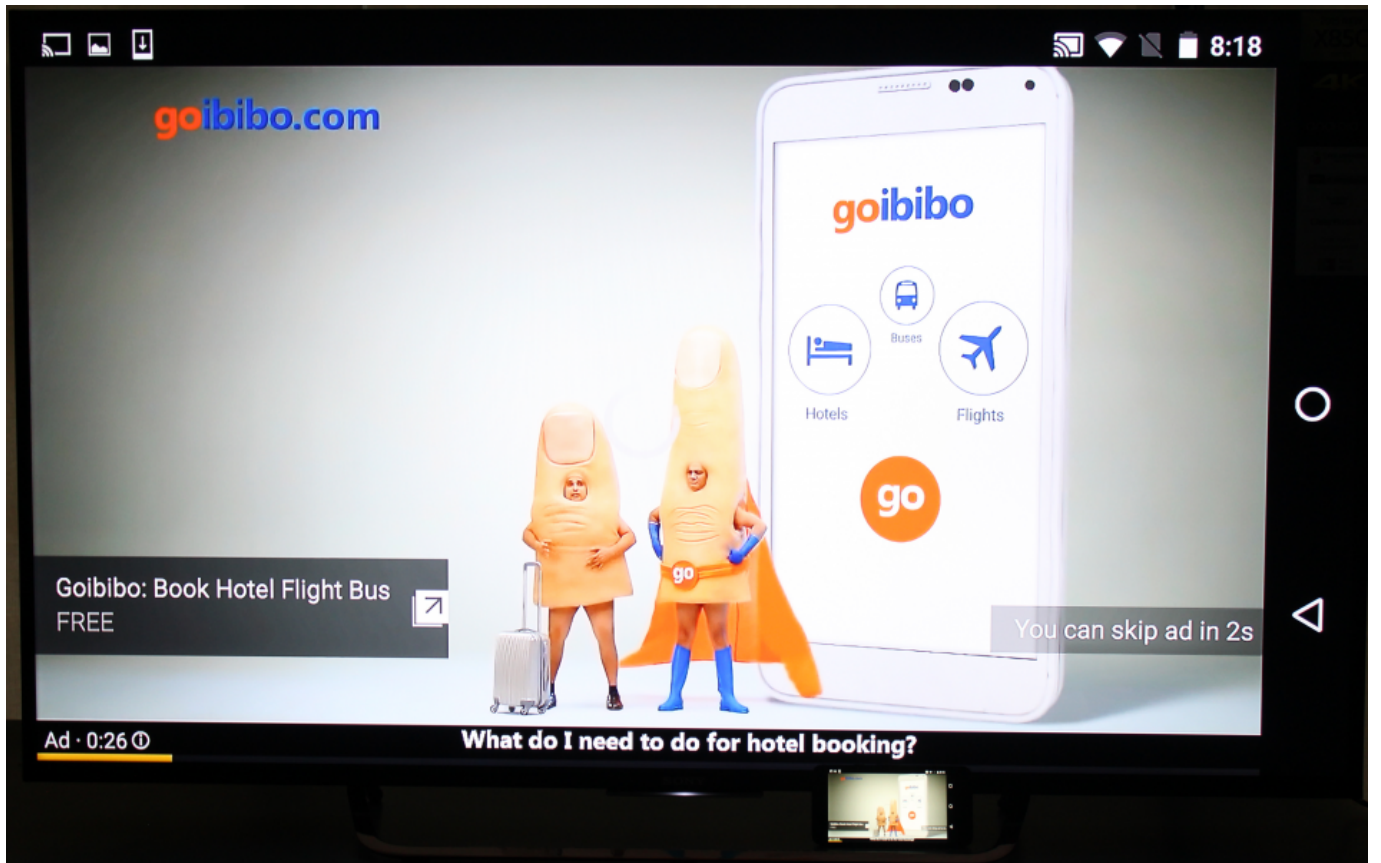 8:18
goibibo.com
goibibo
Buses
Hotels
Flights
go
go
Goibibo: Book Hotel Flight Bus
FREE
You can skip ad in 2s
Ad · 0:26
What do I need to do for hotel booking?